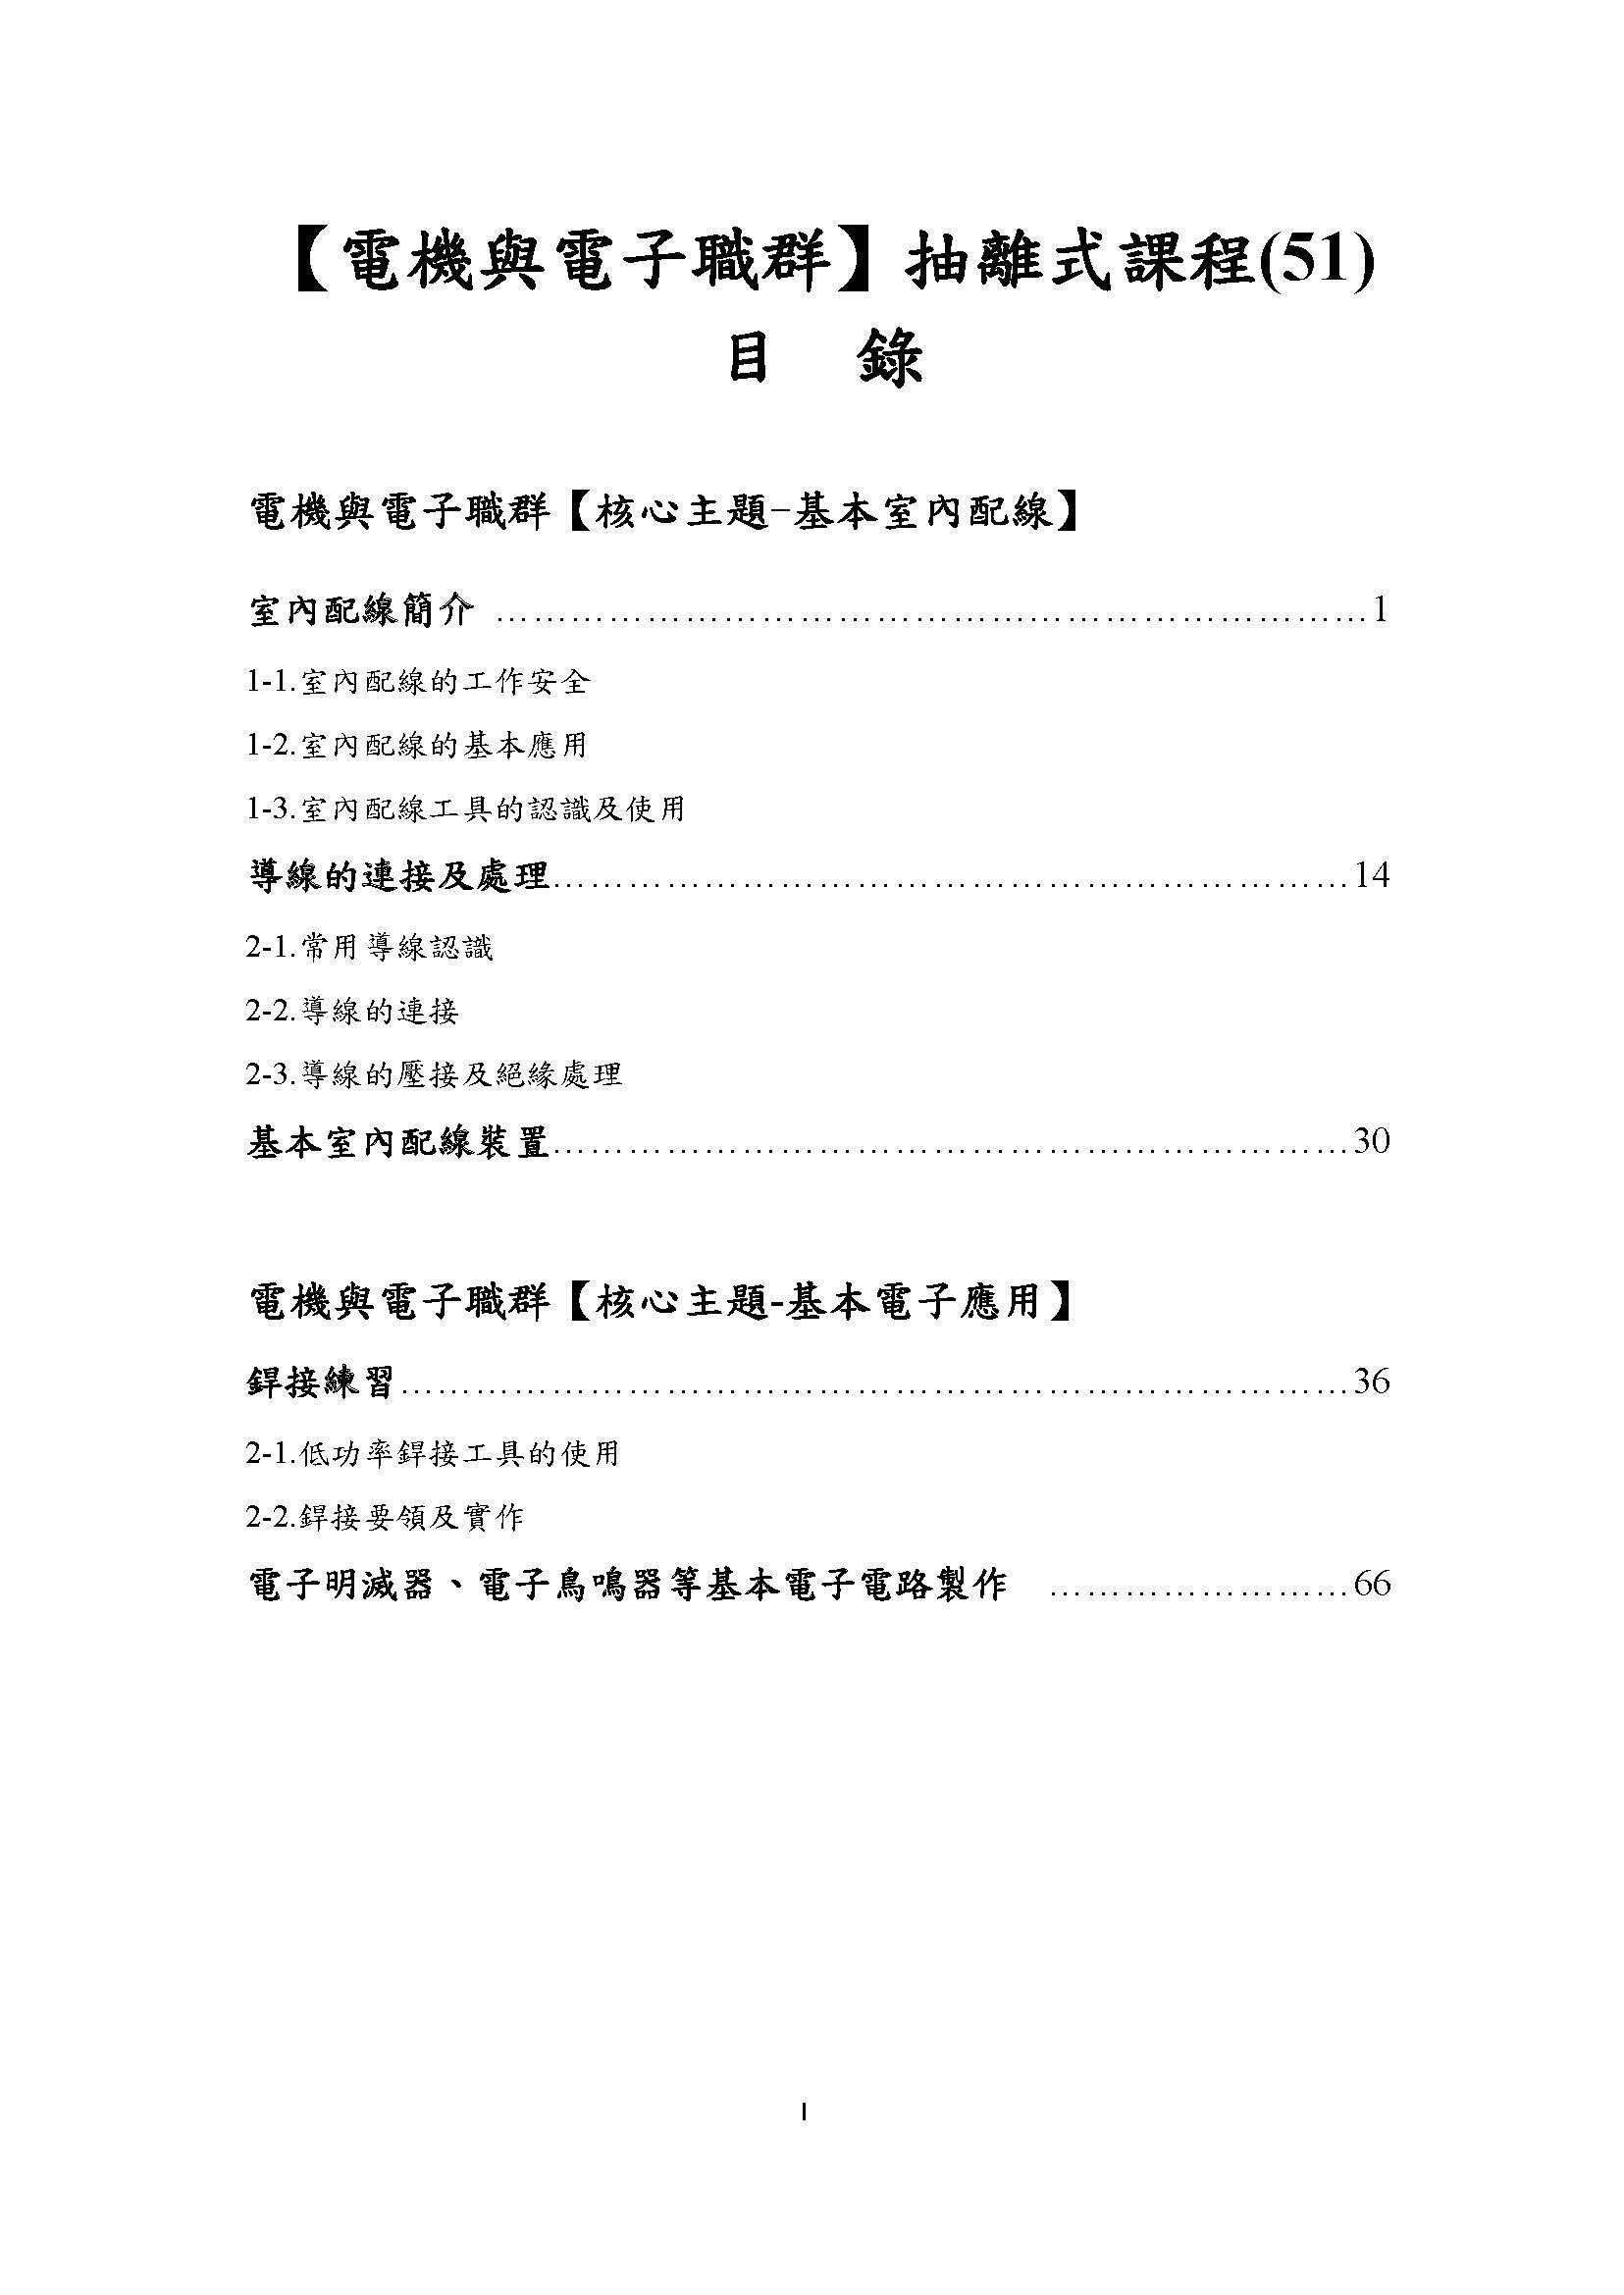 【電機與電子職群】抽離式課程(51)
目　錄
電機與電子職群【核心主題–基本室內配線】
室內配線簡介 ………………………………………………………………1
1-1.室內配線的工作安全
1-2.室內配線的基本應用
1-3.室內配線工具的認識及使用
導線的連接及處理…………………………………………………………14
2-1.常用導線認識
2-2.導線的連接
2-3.導線的壓接及絕緣處理
基本室內配線裝置…………………………………………………………30
電機與電子職群【核心主題-基本電子應用】
銲接練習……………………………………………………………………36
2-1.低功率銲接工具的使用
2-2.銲接要領及實作
電子明滅器、電子鳥鳴器等基本電子電路製作 ……………………66
I